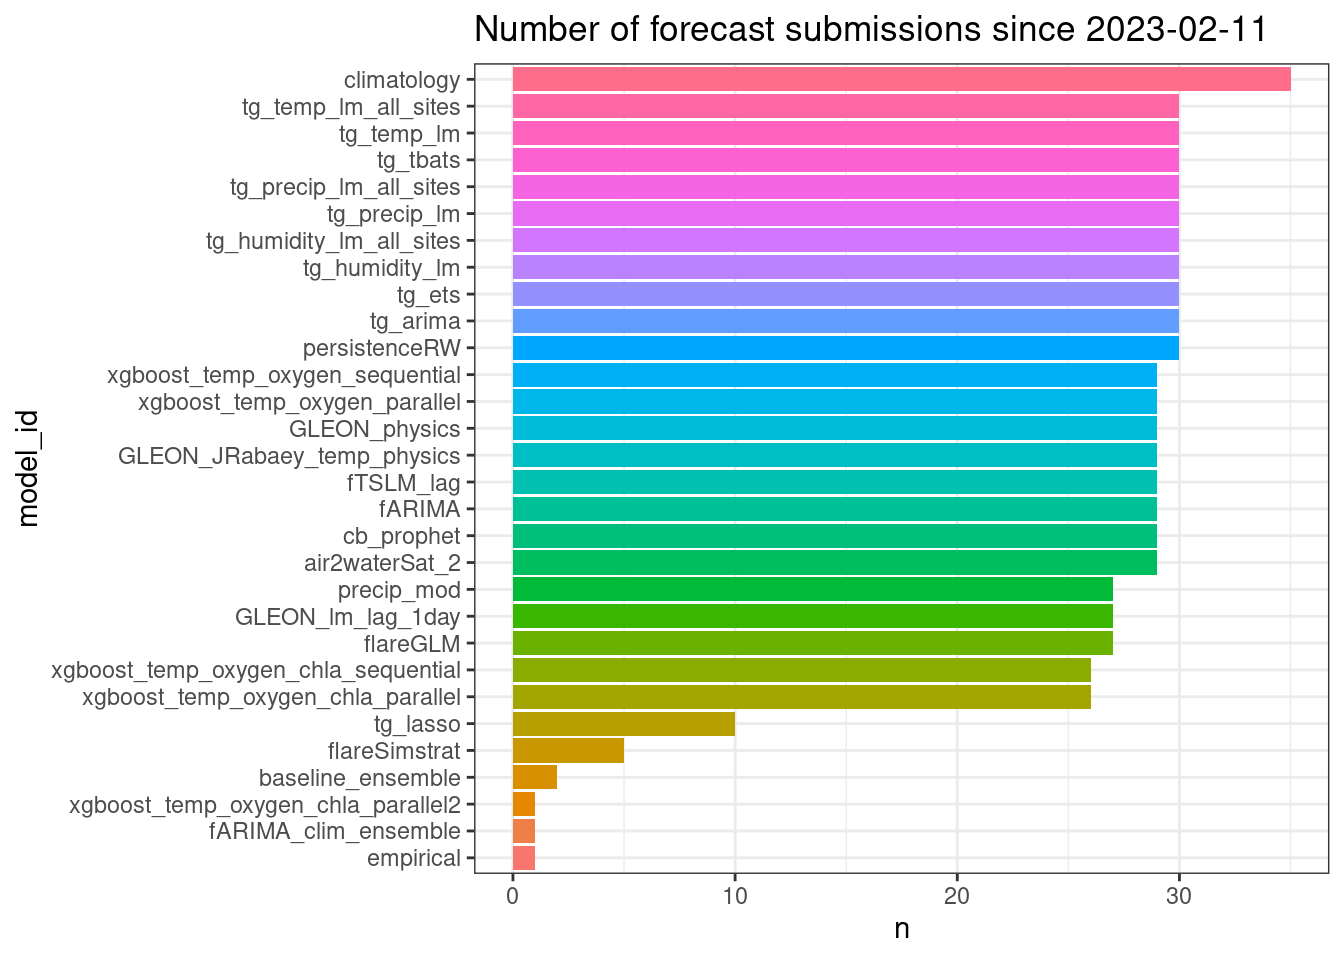 Number of forecast submissions since 2023-02-11
climatology
tg_temp_lm_all_sites
tg_temp_lm
tg_tbats
tg_precip_lm_all_sites
tg_precip_lm
tg_humidity_lm_all_sites
tg_humidity_lm
tg_ets
tg_arima
persistenceRW
xgboost_temp_oxygen_sequential
xgboost_temp_oxygen_parallel
GLEON_physics
GLEON_JRabaey_temp_physics
fTSLM_lag
fARIMA
cb_prophet
air2waterSat_2
precip_mod
GLEON_lm_lag_1day
flareGLM
xgboost_temp_oxygen_chla_sequential
xgboost_temp_oxygen_chla_parallel
tg_lasso
flareSimstrat
baseline_ensemble
xgboost_temp_oxygen_chla_parallel2
fARIMA_clim_ensemble
empirical
model_id
0 10 20 30
n